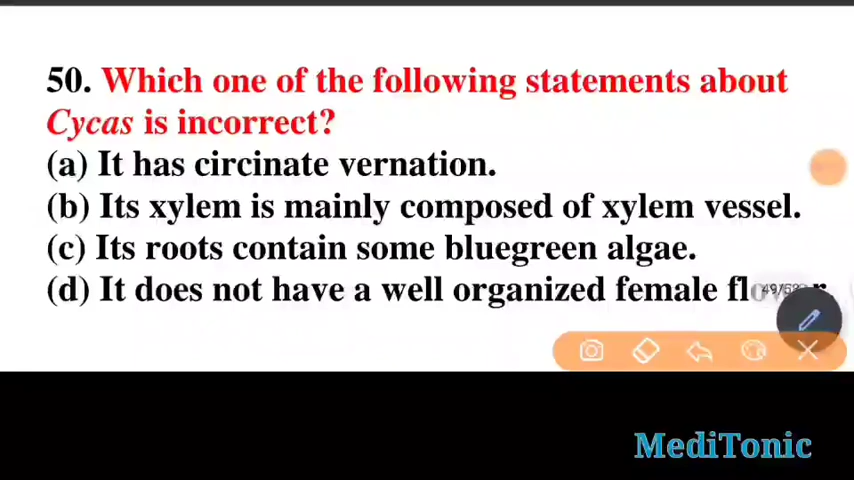 50. Which one of the following statements about
Cycas is incorrect?
(a) It has circinate vernation.
(b) Its xylem is mainly composed of xylem vessel.
(c) Its roots contain some bluegreen algae.
(d) It does not have a well organized female
MediTonic